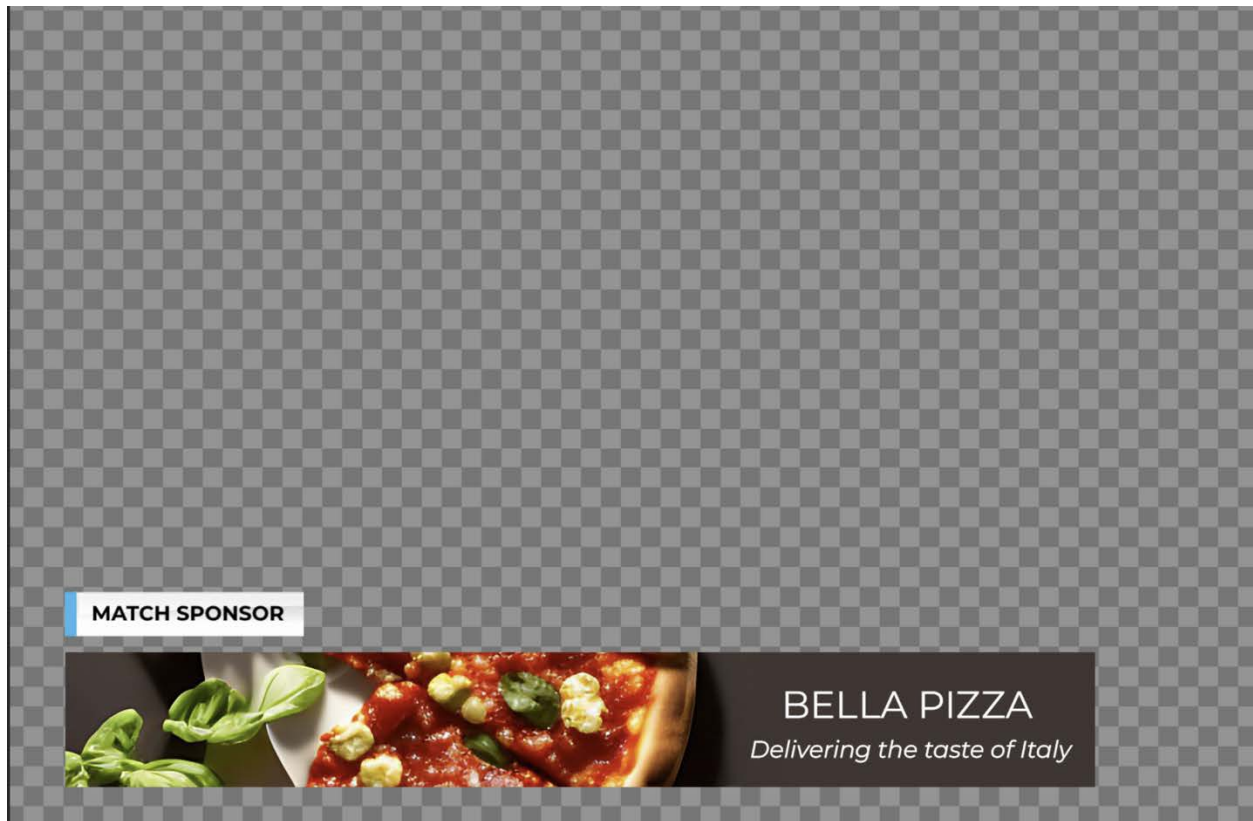 MATCH SPONSOR
BELLA PIZZA
Delivering the taste of Italy